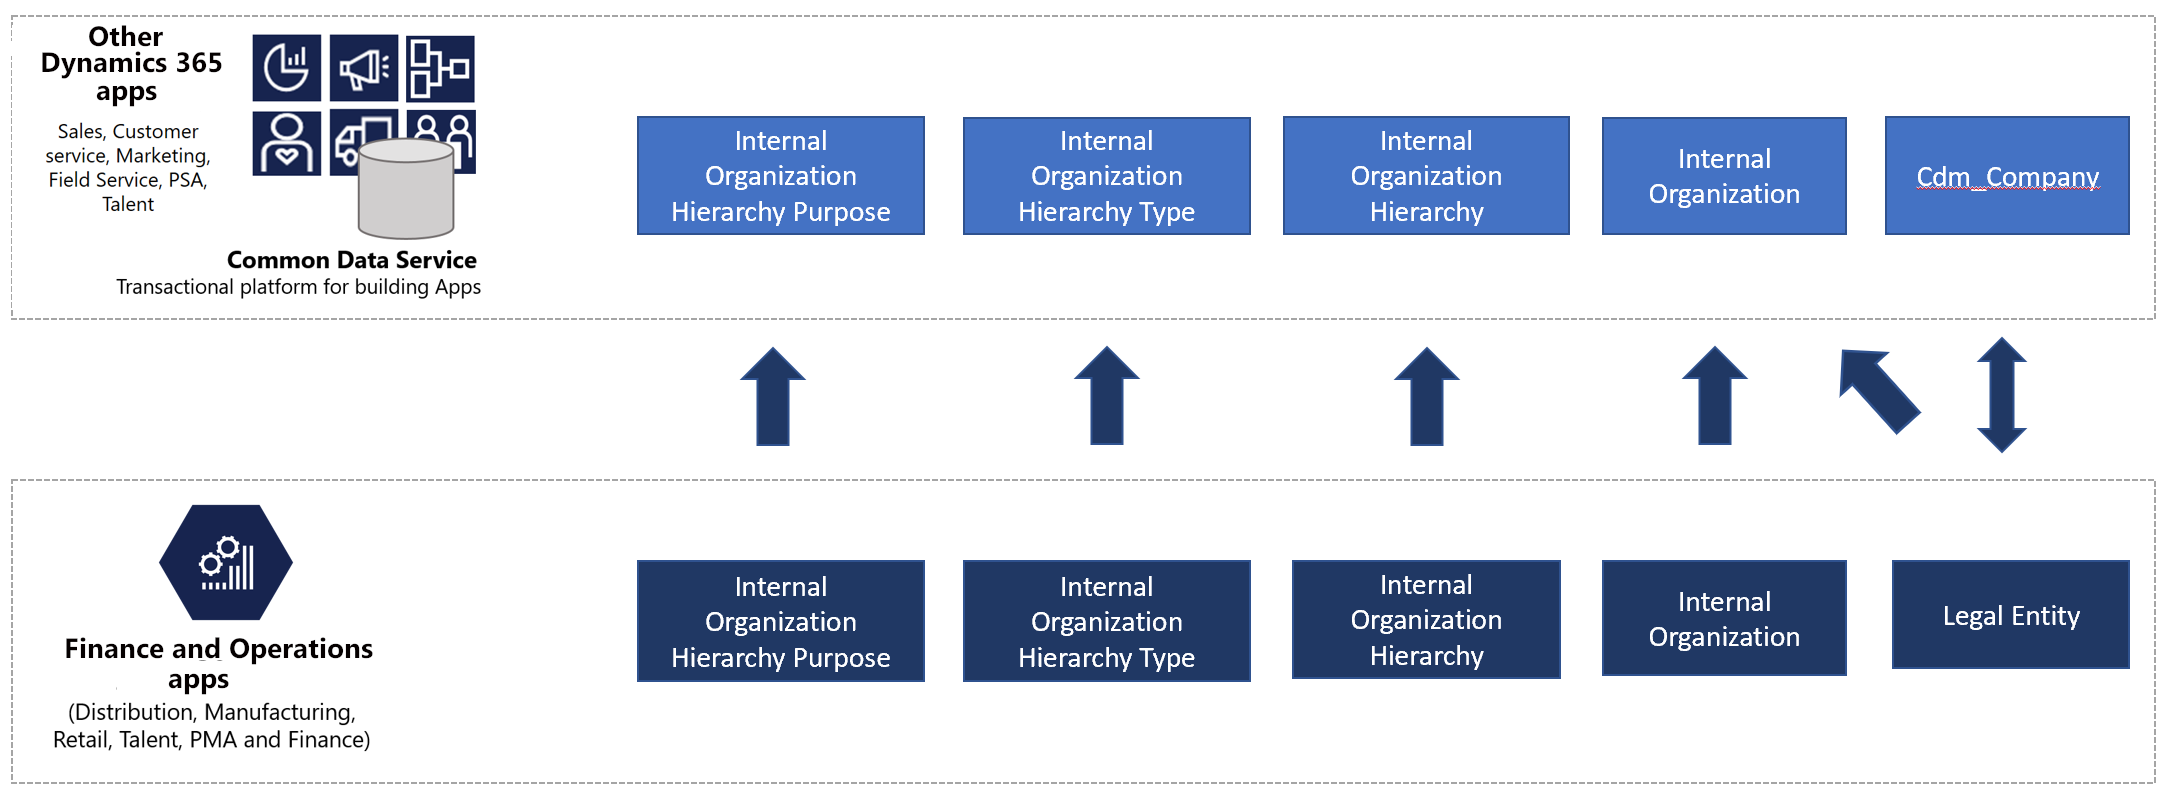 Other
Dynamics 365
apps
Sales, Customer
service, Marketing,
Field Service, PSA,
Talent
Common Data Service
Transactional platform for building Apps
Internal
Organization
Hierarchy Purpose
Internal
Organization
Hierarchy Type
Internal
Organization
Hierarchy
Internal
Organization
Cdm_Company
Finance and Operations
apps
(Distribution, Manufacturing,
Retail, Talent, PMA and Finance)
Internal
Organization
Hierarchy Purpose
Internal
Organization
Hierarchy Type
Internal
Organization
Hierarchy
Internal
Organization
Legal Entity